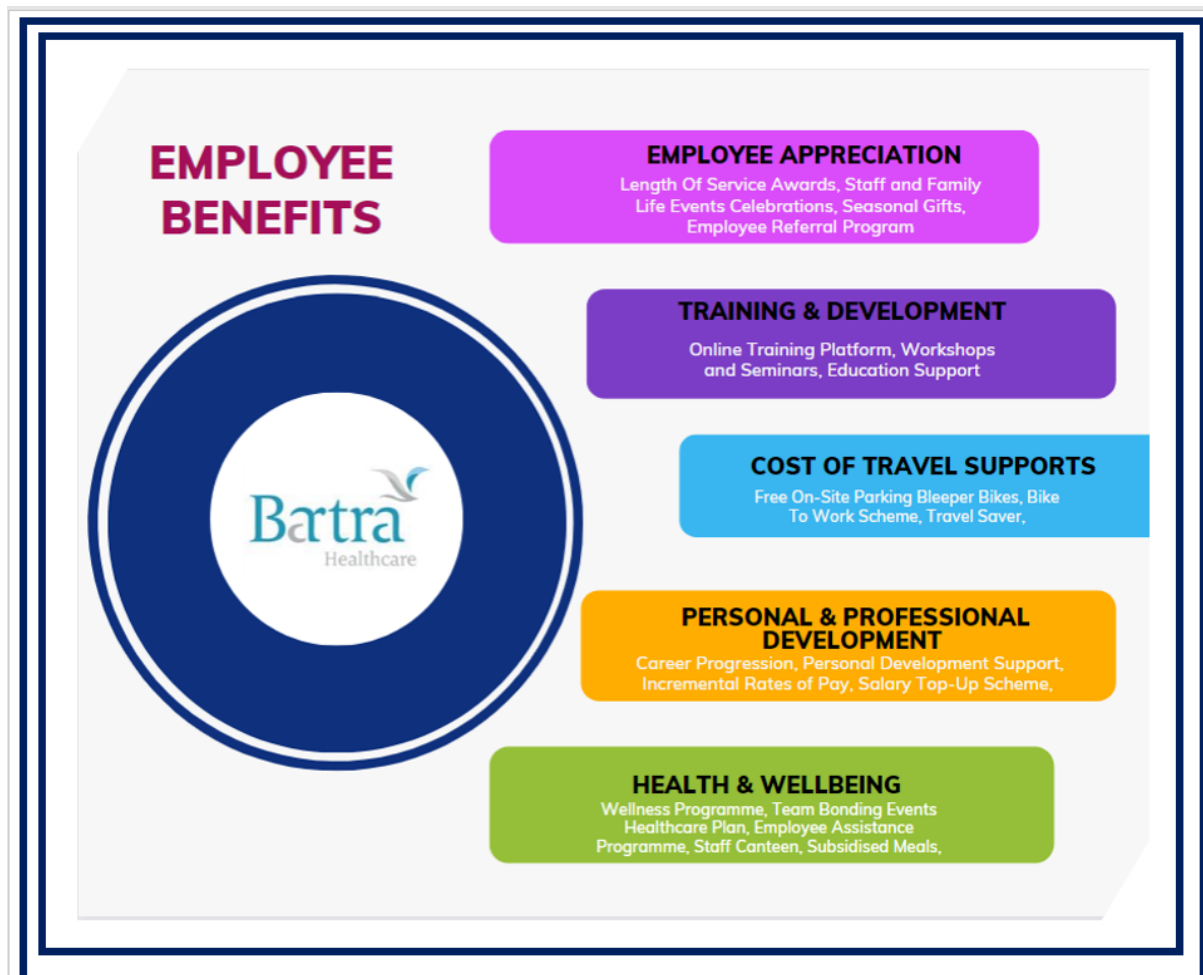 EMPLOYEE
BENEFITS
EMPLOYEE APPRECIATION
Length Of Service Awards, Staff and Family
Life Events Celebrations, Seasonal Gifts,
Employee Referral Program
TRAINING & DEVELOPMENT
Online Training Platform, Workshops
and Seminars, Education Support
Bartra
Healthcare
COST OF TRAVEL SUPPORTS
Free On-Site Parking Bleeper Bikes, Bike
To Work Scheme, Travel Saver,
PERSONAL & PROFESSIONAL
DEVELOPMENT
Career Progression, Personal Development Support,
Incremental Rates of Pay, Salary Top-Up Scheme,
HEALTH & WELLBEING
Wellness Programme, Team Bonding Events
Healthcare Plan, Employee Assistance
Programme, Staff Canteen, Subsidised Meals,